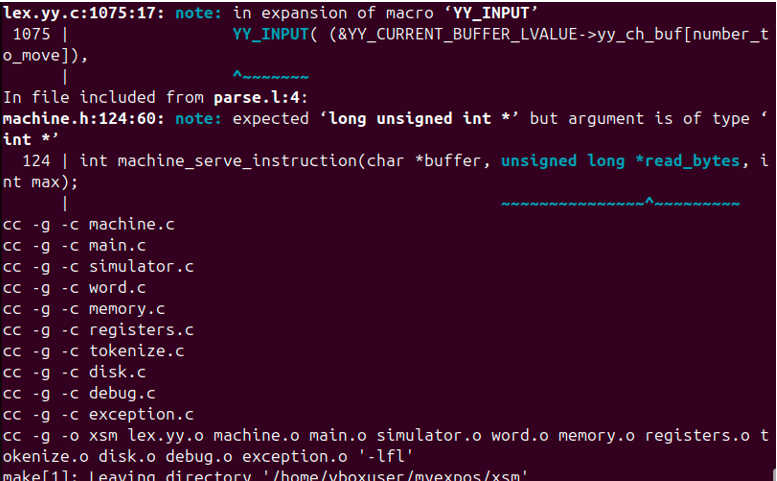 lex.yy.c:1075:17: note: in expansion of macro ‘YY_INPUT’
 1075 |                 YY_INPUT( (&YY_CURRENT_BUFFER_LVALUE->yy_ch_buf[number_t
o_move]),
      |                 ^~~~~~~~
In file included from parse.l:4:
machine.h:124:60: note: expected ‘long unsigned int *’ but argument is of type ‘
int *’
  124 | int machine_serve_instruction(char *buffer, unsigned long *read_bytes, i
nt max);
      |                                             ~~~~~~~~~~~~~~~^~~~~~~~~~
cc -g -c machine.c
cc -g -c main.c
cc -g -c simulator.c
cc -g -c word.c
cc -g -c memory.c
cc -g -c registers.c
cc -g -c tokenize.c
cc -g -c disk.c
cc -g -c debug.c
cc -g -c exception.c
cc -g -o xsm lex.yy.o machine.o main.o simulator.o word.o memory.o registers.o t
okenize.o disk.o debug.o exception.o '-lfl'
make[1]: Leaving directory '/home/vboxuser/myexpos/xsm'